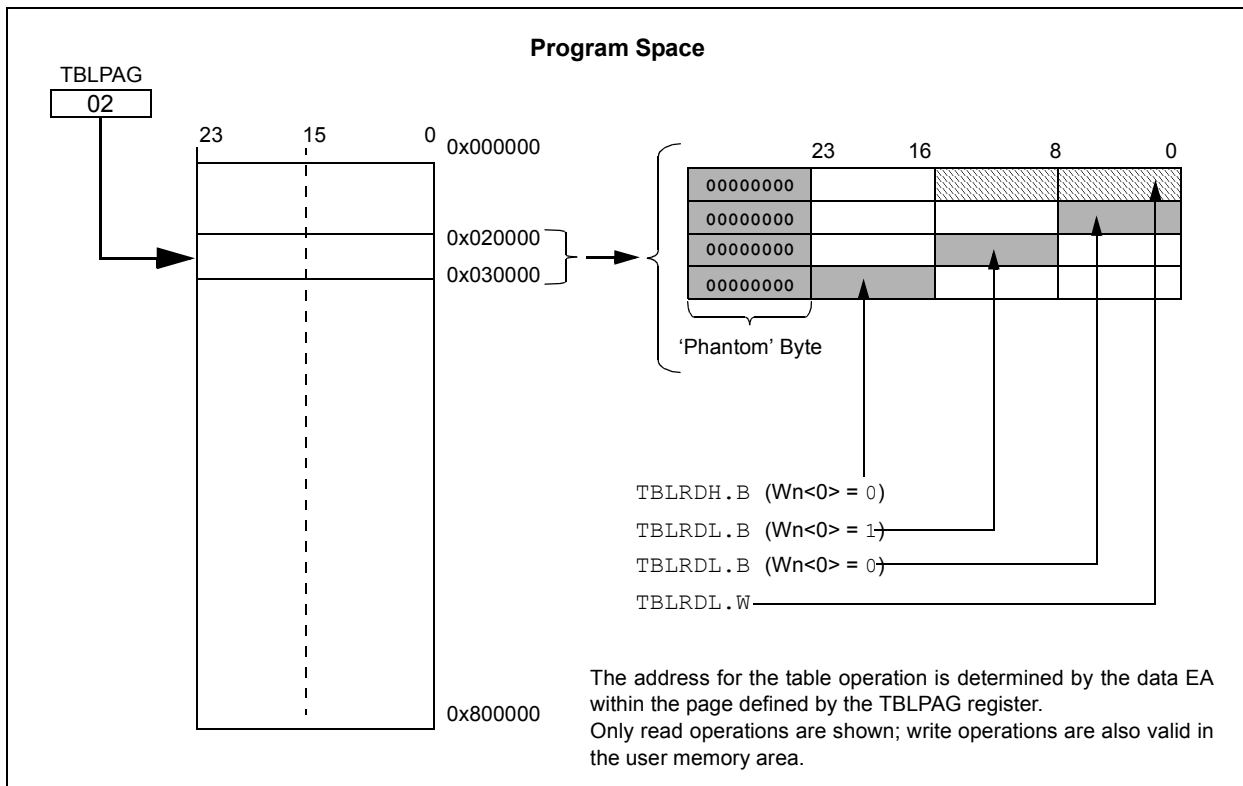 Program Space
TBLPAG
02
23 15 0
0x000000
0x020000
0x030000
0x800000
23 16 8 0
00000000
00000000
00000000
00000000
‘Phantom’ Byte
TBLRDH.B (Wn<0> = 0)
TBLRDL.B (Wn<0> = 1)
TBLRDL.B (Wn<0> = 0)
TBLRDL.W
The address for the table operation is determined by the data EA
within the page defined by the TBLPAG register.
Only read operations are shown; write operations are also valid in
the user memory area.